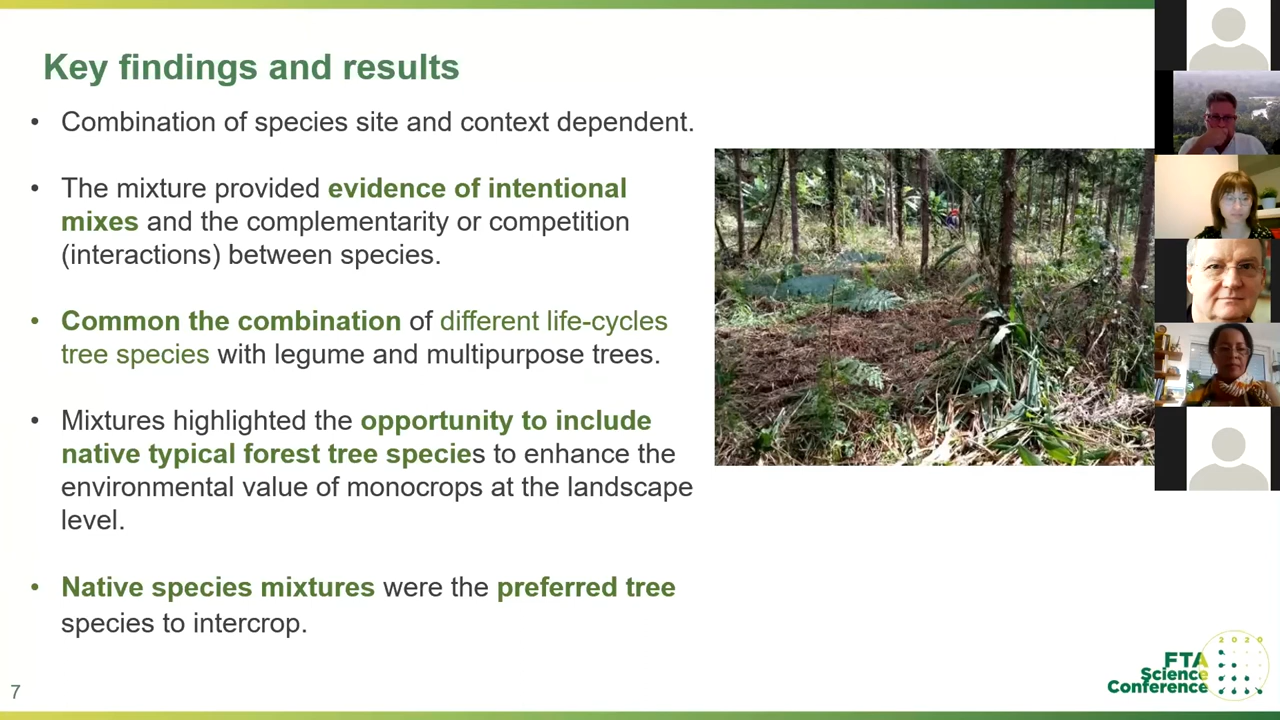 Key findings and results
• Combination of species site and context dependent.
• The mixture provided evidence of intentional
mixes and the complementarity or competition
(interactions) between species.
• Common the combination of different life-cycles
tree species with legume and multipurpose trees.
• Mixtures highlighted the opportunity to include
native typical forest tree species to enhance the
environmental value of monocrops at the landscape
level.
• Native species mixtures were the preferred tree
species to intercrop.
7
2020
FTA
Science
Conference